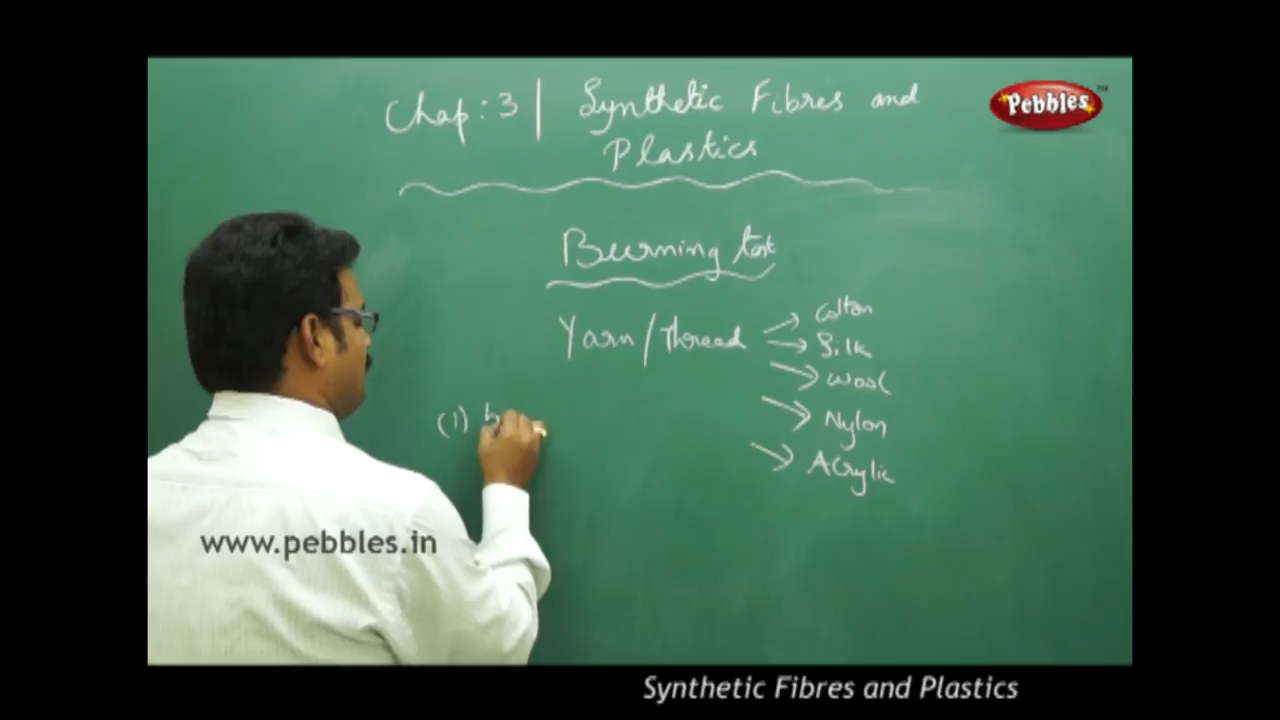 Chap: 3 | Synthetic Fibres and
Plastics
Pebbles™
Burning test
Yarn / Thread
Cotton
Silk
Wool
Nylon
Acrylic
(1)
www.pebbles.in
Synthetic Fibres and Plastics